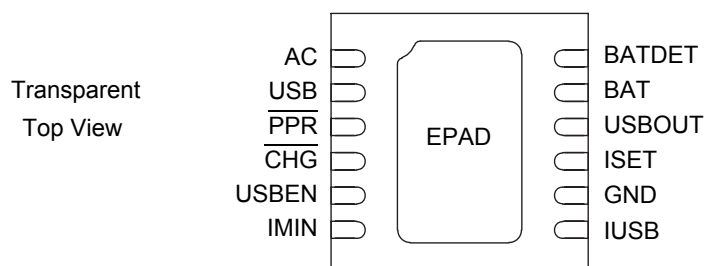 Transparent
Top View
AC
USB
PPR
CHG
USBEN
IMIN
EPAD
BATDET
BAT
USBOUT
ISET
GND
IUSB